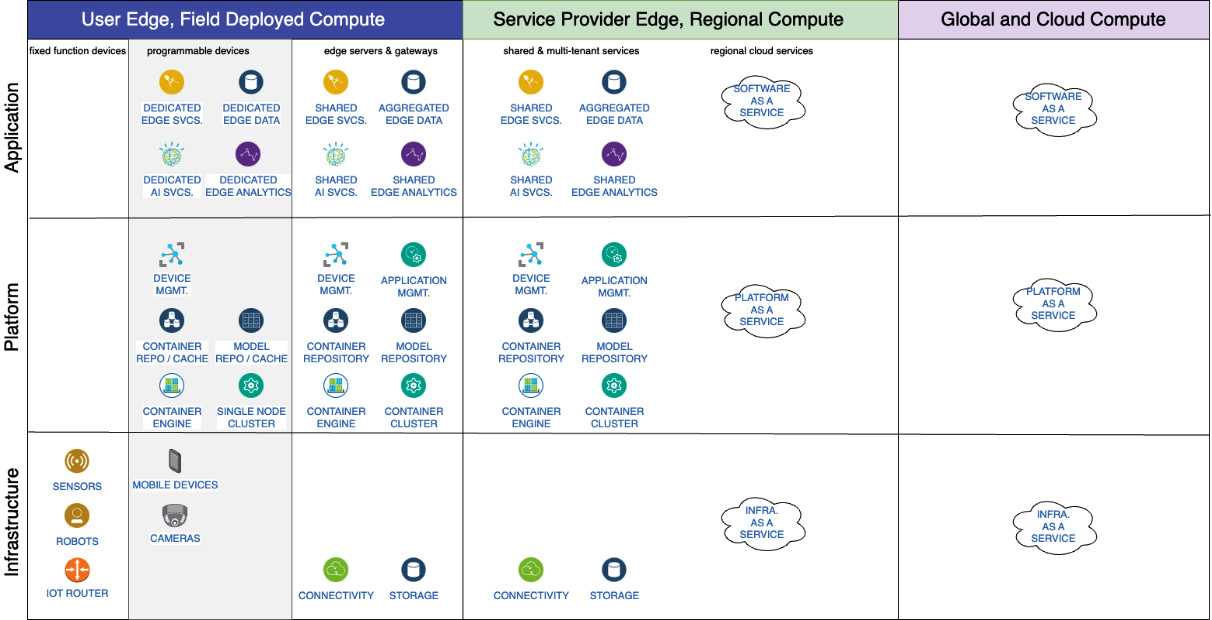 User Edge, Field Deployed Compute
Service Provider Edge, Regional Compute
Global and Cloud Compute
fixed function devices
programmable devices
edge servers & gateways
shared & multi-tenant services
regional cloud services
Application
DEDICATED
EDGE SVCS.
DEDICATED
EDGE DATA
SHARED
EDGE SVCS.
AGGREGATED
EDGE DATA
SHARED
EDGE SVCS.
AGGREGATED
EDGE DATA
SOFTWARE
AS A
SERVICE
SOFTWARE
AS A
SERVICE
DEDICATED
AI SVCS.
DEDICATED
EDGE ANALYTICS
SHARED
AI SVCS.
SHARED
EDGE ANALYTICS
SHARED
AI SVCS.
SHARED
EDGE ANALYTICS
Platform
DEVICE
MGMT.
DEVICE
MGMT.
APPLICATION
MGMT.
DEVICE
MGMT.
APPLICATION
MGMT.
PLATFORM
AS A
SERVICE
PLATFORM
AS A
SERVICE
CONTAINER
REPO / CACHE
MODEL
REPO / CACHE
CONTAINER
REPOSITORY
MODEL
REPOSITORY
CONTAINER
REPOSITORY
MODEL
REPOSITORY
CONTAINER
ENGINE
SINGLE NODE
CLUSTER
CONTAINER
ENGINE
CONTAINER
CLUSTER
CONTAINER
ENGINE
CONTAINER
CLUSTER
Infrastructure
SENSORS
MOBILE DEVICES
ROBOTS
CAMERAS
INFRA.
AS A
SERVICE
INFRA.
AS A
SERVICE
IOT ROUTER
CONNECTIVITY
STORAGE
CONNECTIVITY
STORAGE